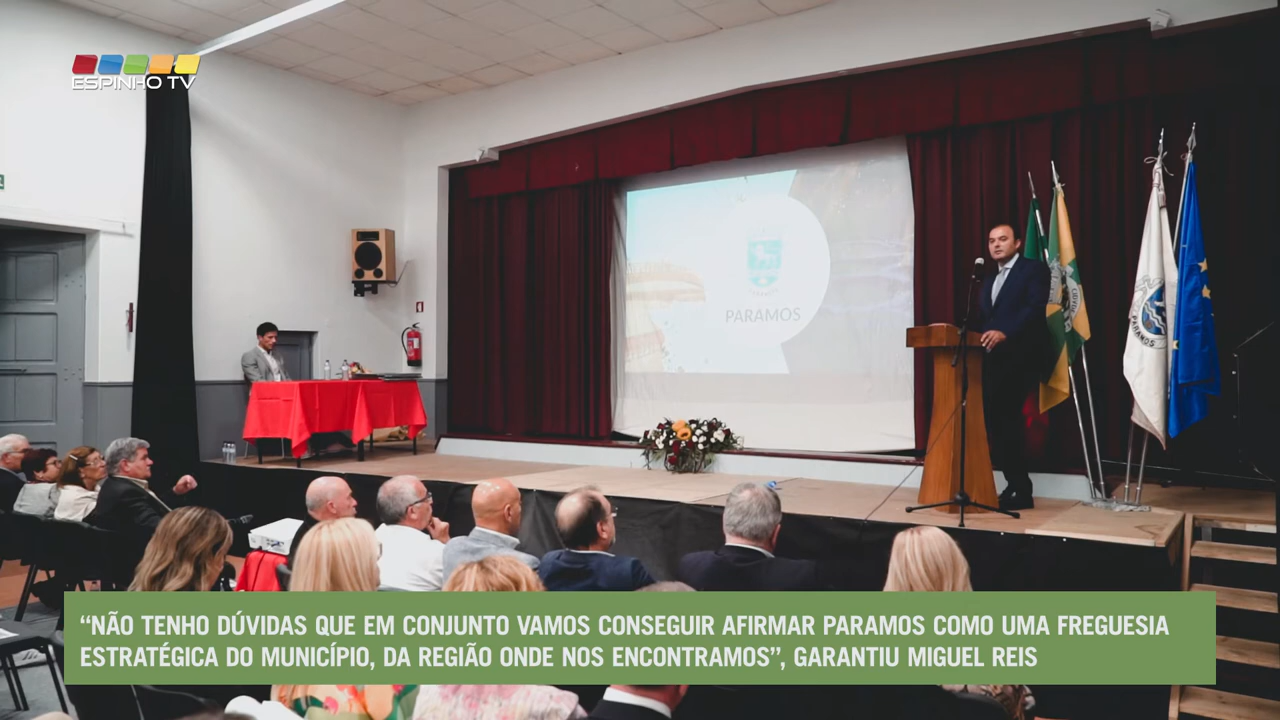 ESPINHO TV
PARAMOS
PARAMOS
“NÃO TENHO DÚVIDAS QUE EM CONJUNTO VAMOS CONSEGUIR AFIRMAR PARAMOS COMO UMA FREGUESIA
ESTRATÉGICA DO MUNICÍPIO, DA REGIÃO ONDE NOS ENCONTRAMOS”, GARANTIU MIGUEL REIS